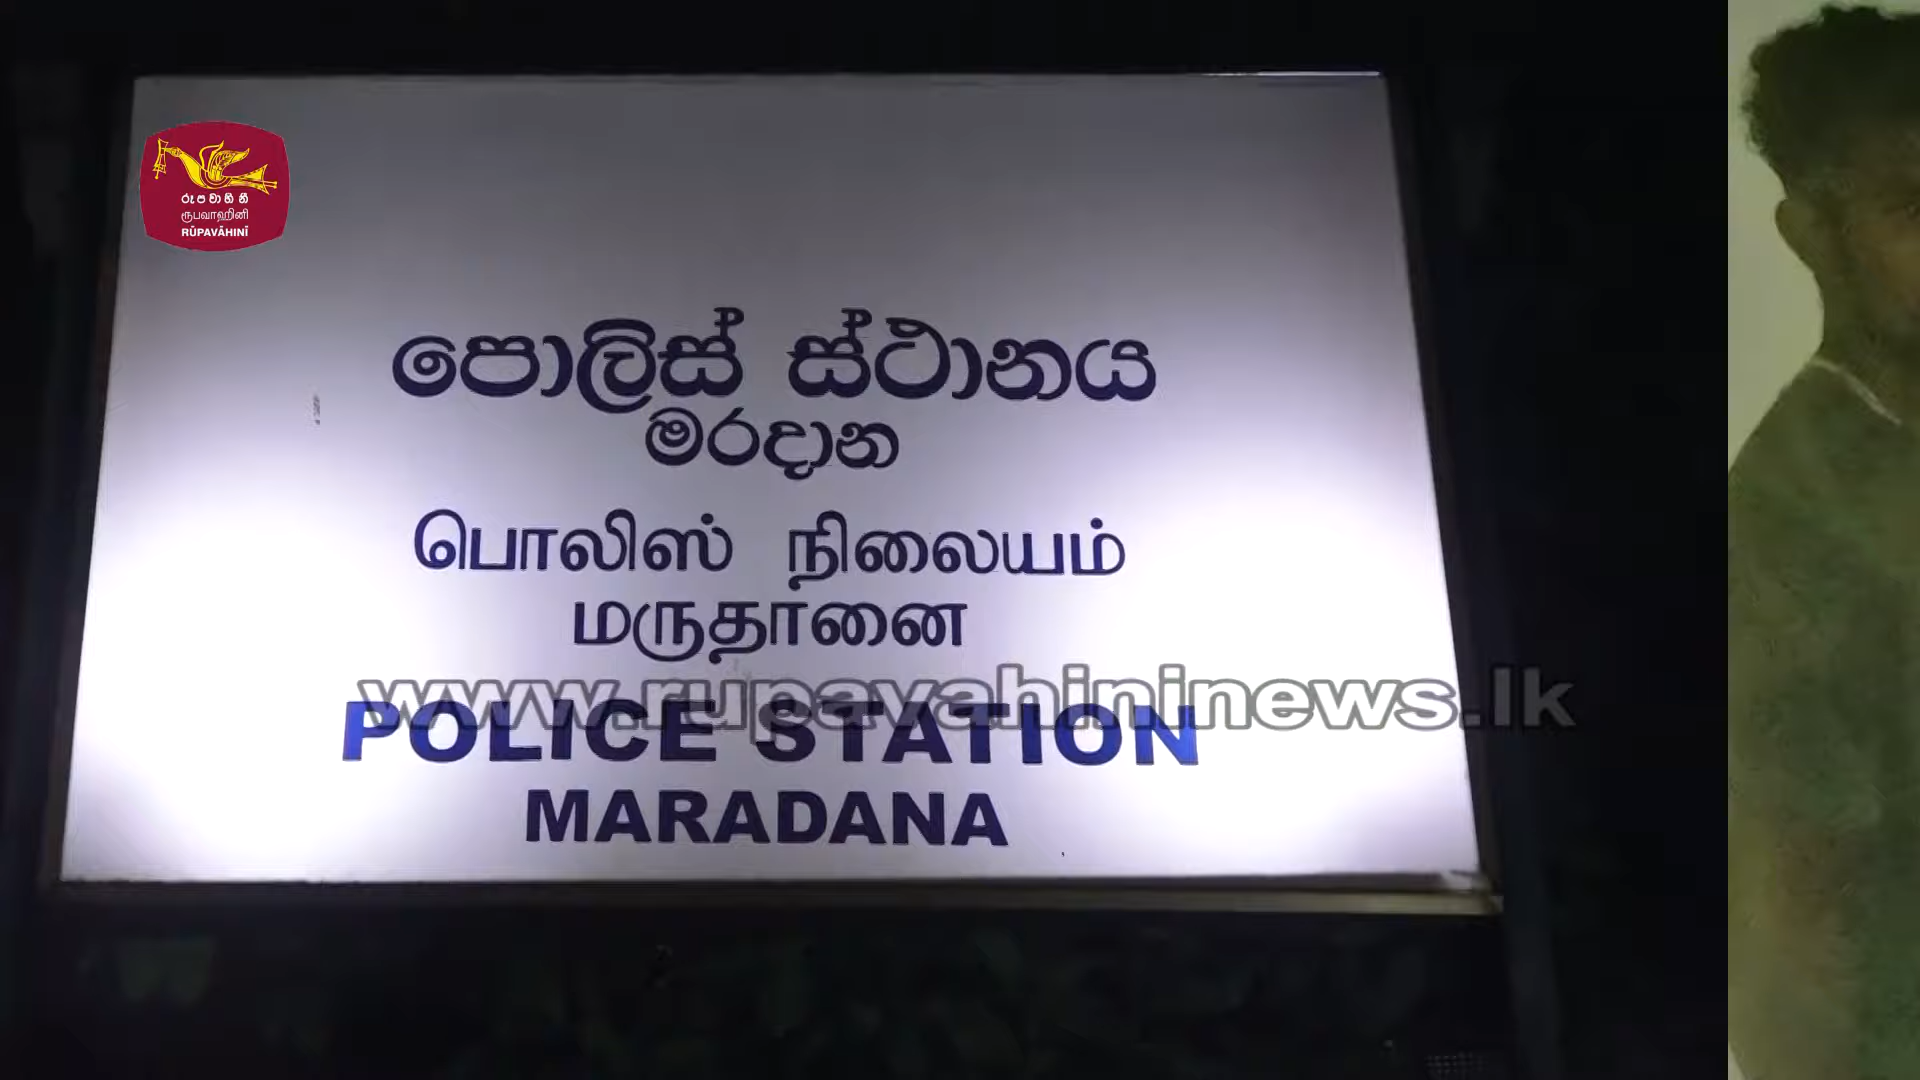 රූපවාහිනී
ரூபவாஹினி
RŪPAVĀHINĪ
පොලිස් ස්ථානය
මරදාන
பொலிஸ் நிலையம்
மருதானை
www.rupavahininews.lk
POLICE STATION
MARADANA